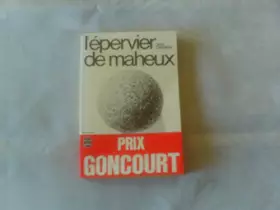 l'épervier
de maheux
PRIX
GONCOURT